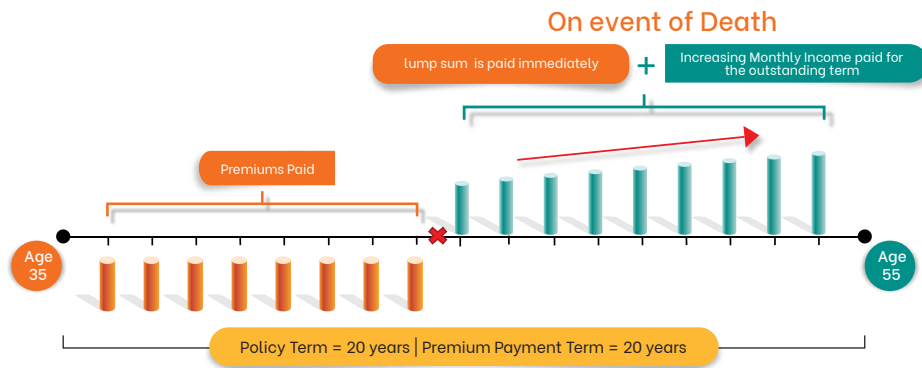 On event of Death
lump sum is paid immediately
+
Increasing Monthly Income paid for
the outstanding term
Premiums Paid
Age
35
Age
55
Policy Term = 20 years | Premium Payment Term = 20 years